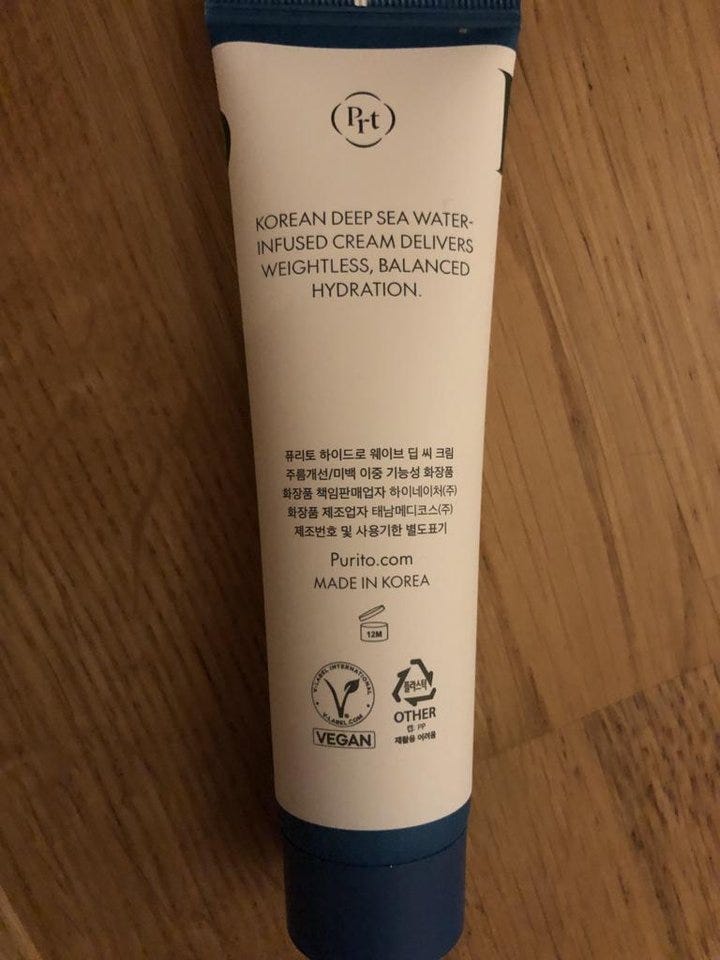 Prt
KOREAN DEEP SEA WATER-
INFUSED CREAM DELIVERS
WEIGHTLESS, BALANCED
HYDRATION.
퓨리토 하이드로 웨이브 딥 씨 크림
주름개선/미백 이중 기능성 화장품
화장품 책임판매업자 하이네이처(주)
화장품 제조업자 태남메디코스(주)
제조번호 및 사용기한 별도표기
Purito.com
MADE IN KOREA
12M
V-LABEL INTERNATIONAL
V-LABEL.COM
VEGAN
플라스틱
OTHER
캡: PP
재활용 어려움